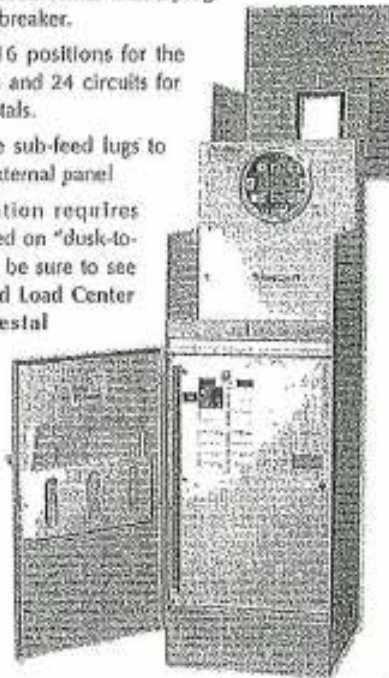 breaker.
16 positions for the
and 24 circuits for
tals.
e sub-feed lugs to
xternal panel
ation requires
ed on "dusk-to-
be sure to see
d Load Center
estal